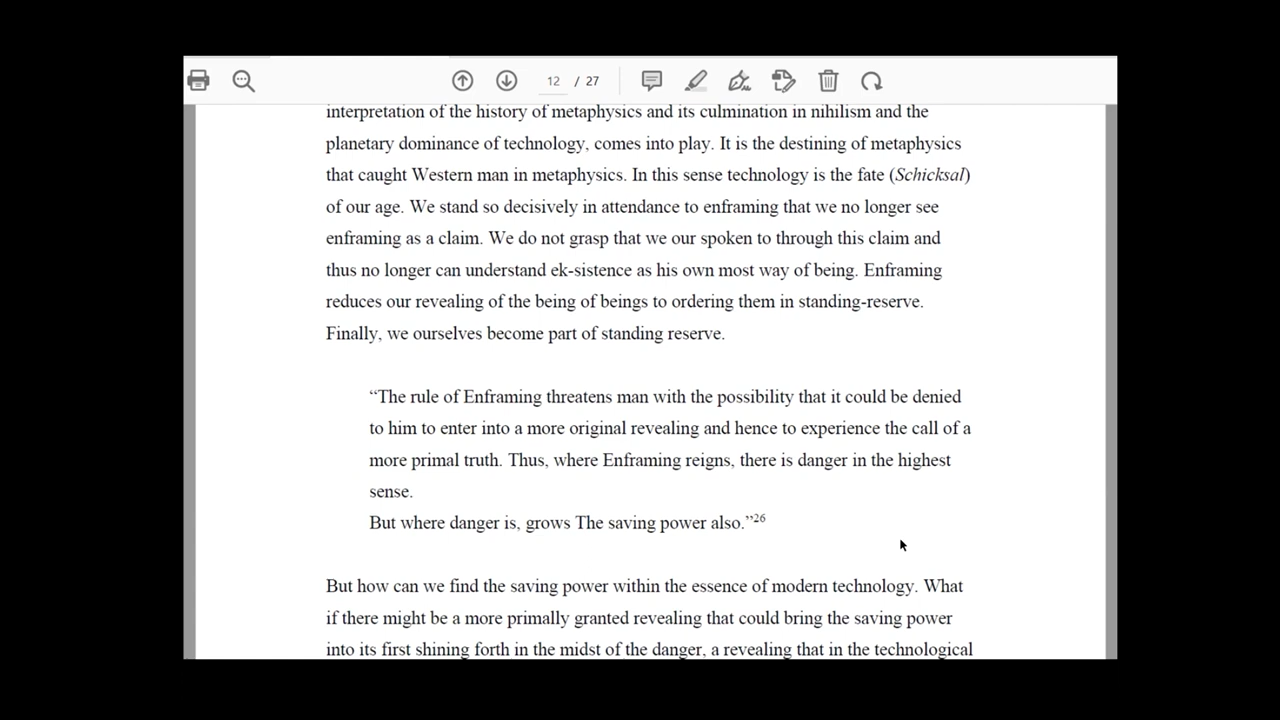 12 / 27
interpretation of the history of metaphysics and its culmination in nihilism and the
planetary dominance of technology, comes into play. It is the destining of metaphysics
that caught Western man in metaphysics. In this sense technology is the fate (Schicksal)
of our age. We stand so decisively in attendance to enframing that we no longer see
enframing as a claim. We do not grasp that we our spoken to through this claim and
thus no longer can understand ek-sistence as his own most way of being. Enframing
reduces our revealing of the being of beings to ordering them in standing-reserve.
Finally, we ourselves become part of standing reserve.
“The rule of Enframing threatens man with the possibility that it could be denied
to him to enter into a more original revealing and hence to experience the call of a
more primal truth. Thus, where Enframing reigns, there is danger in the highest
sense.
But where danger is, grows The saving power also.”26
But how can we find the saving power within the essence of modern technology. What
if there might be a more primally granted revealing that could bring the saving power
into its first shining forth in the midst of the danger, a revealing that in the technological